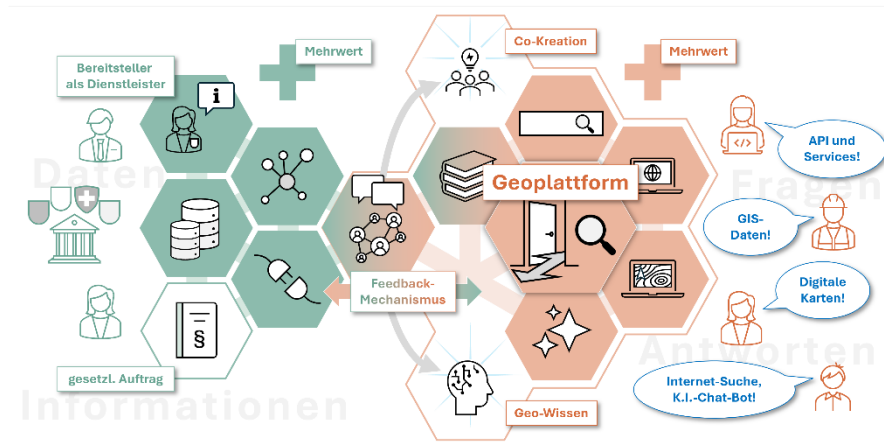 Mehrwert
Co-Kreation
Mehrwert
Bereitsteller
als Dienstleister
i
API und
Services!
</>
Daten
Geoplattform
Fragen
GIS-
Daten!
Feedback-
Mechanismus
Digitale
Karten!
§
Antworten
gesetzl. Auftrag
Internet-Suche,
K.I.-Chat-Bot!
Informationen
Geo-Wissen